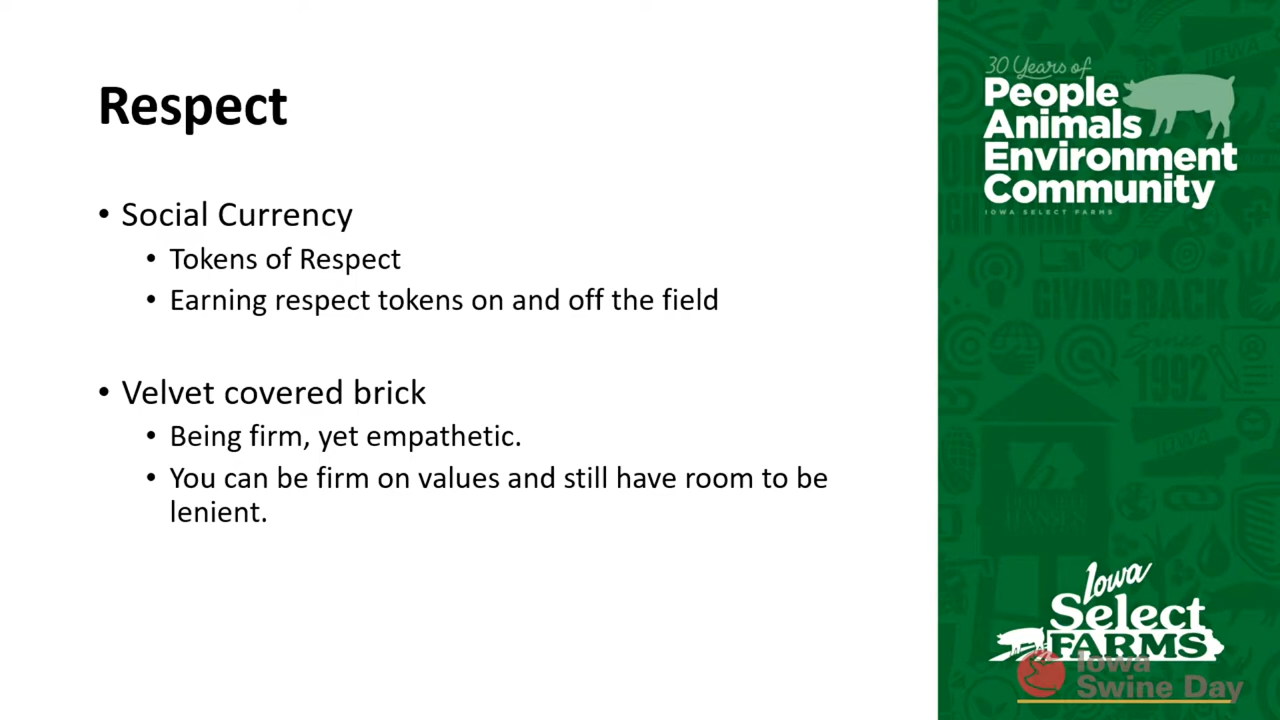 Respect
• Social Currency
• Tokens of Respect
• Earning respect tokens on and off the field
• Velvet covered brick
• Being firm, yet empathetic.
• You can be firm on values and still have room to be
lenient.
30 Years of
People
Animals
Environment
Community
IOWA SELECT FARMS
IOWA
GIVING BACK
Since
1992
IOWA
Iowa
Select
FARMS
Iowa
Swine Day